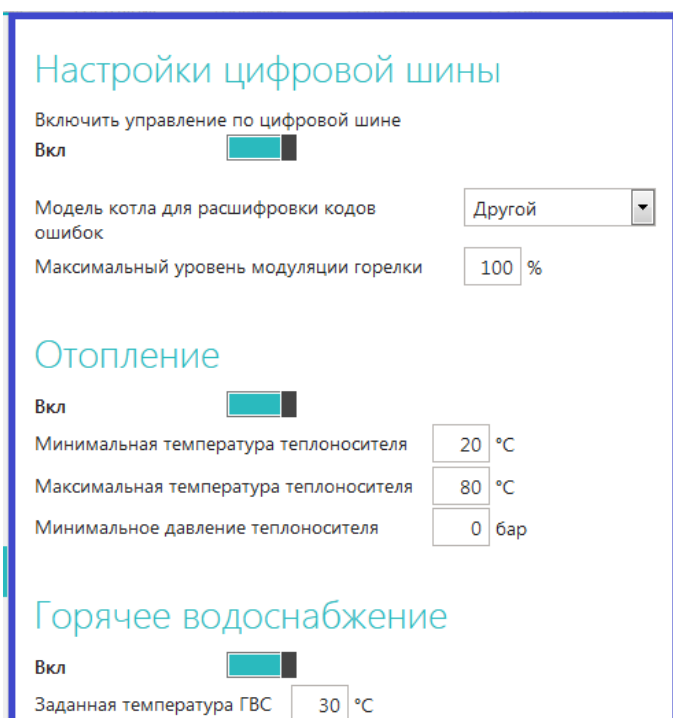 Настройки цифровой шины
Включить управление по цифровой шине
Вкл
Модель котла для расшифровки кодов Другой
ошибок
Максимальный уровень модуляции горелки 100 %
Отопление
Вкл
Минимальная температура теплоносителя 20 °C
Максимальная температура теплоносителя 80 °C
Минимальное давление теплоносителя 0 бар
Горячее водоснабжение
Вкл
Заданная температура ГВС 30 °C